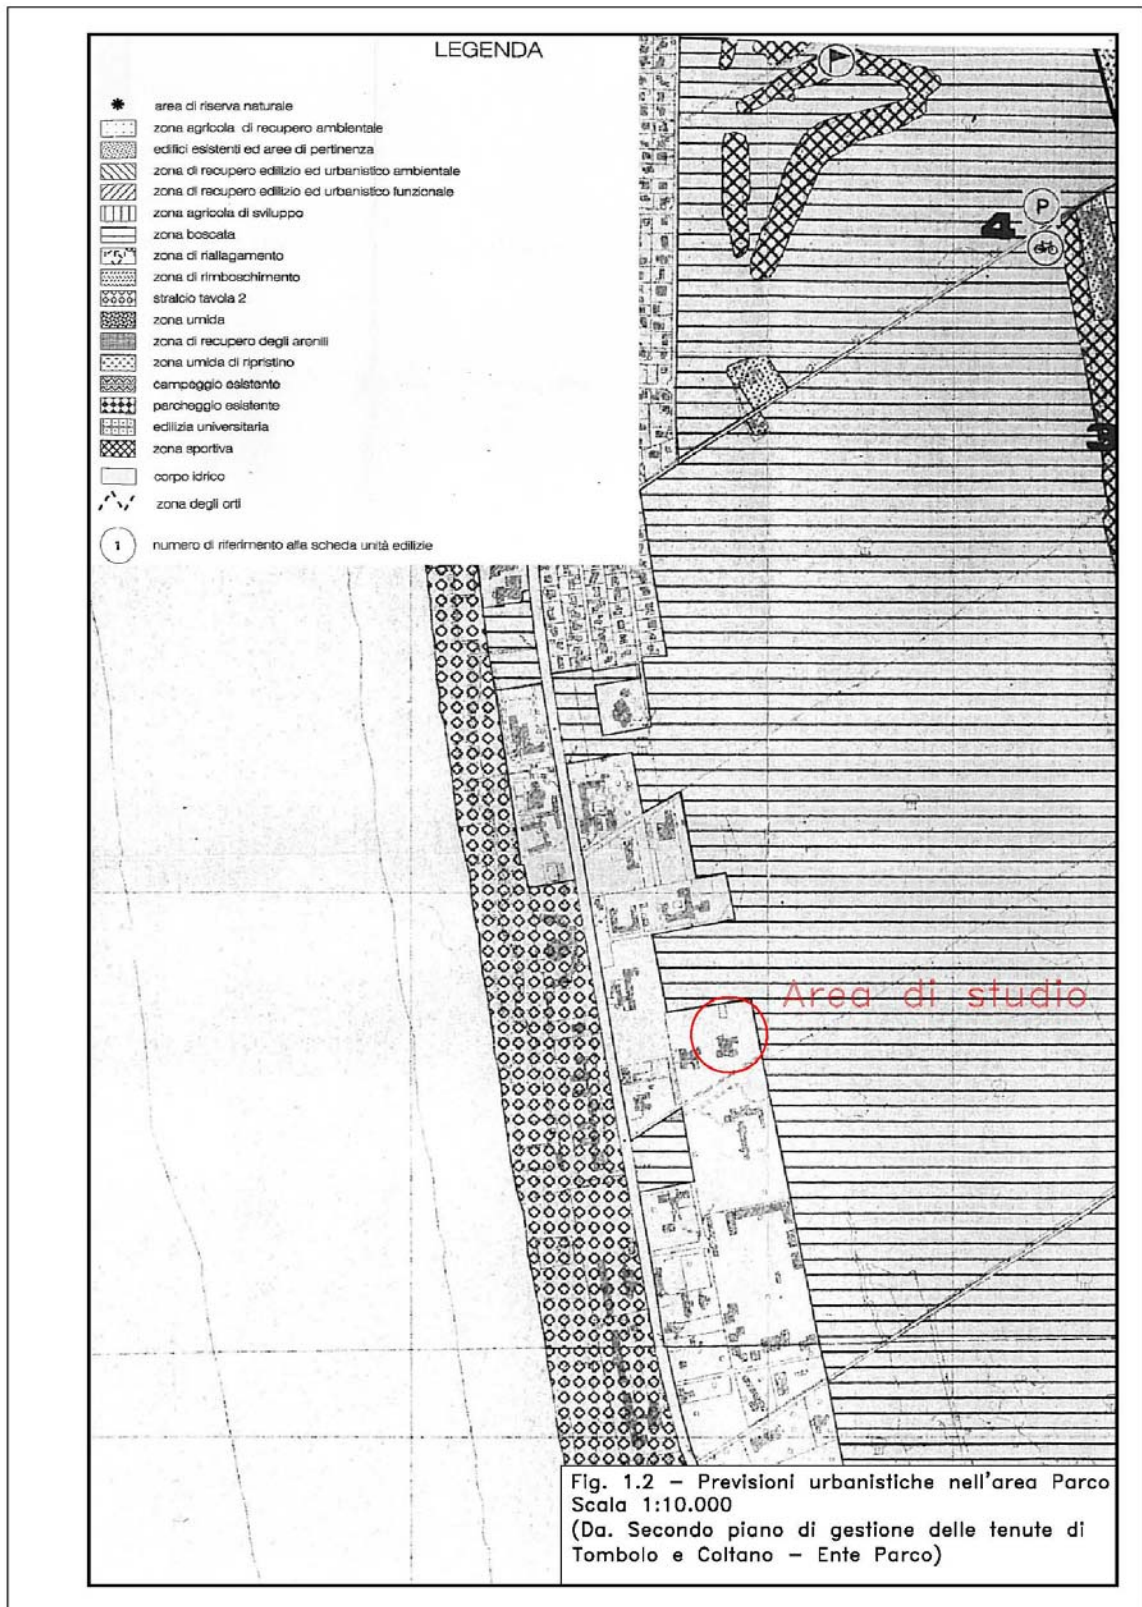 LEGENDA
area di riserva naturale
zona agricola di recupero ambientale
edifici esistenti ed aree di pertinenza
zona di recupero edilizio ed urbanistico ambientale
zona di recupero edilizio ed urbanistico funzionale
zona agricola di sviluppo
zona boscata
zona di riallagamento
zona di rimboschimento
stralcio tavola 2
zona umida
zona di recupero degli arenili
zona umida di ripristino
campeggio esistente
parcheggio esistente
edilizia universitaria
zona sportiva
corpo idrico
zona degli orti
1 numero di riferimento alla scheda unità edilizie
P
4
3
Area di studio
Fig. 1.2 – Previsioni urbanistiche nell'area Parco
Scala 1:10.000
(Da. Secondo piano di gestione delle tenute di
Tombolo e Coltano – Ente Parco)